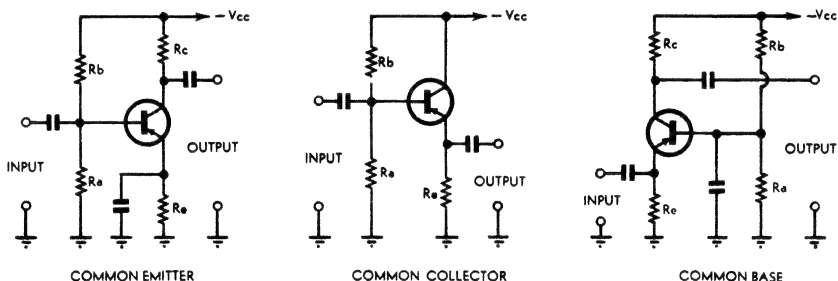 −Vcc
Rc
Rb
INPUT
OUTPUT
Ra
Re
COMMON EMITTER
−Vcc
Rb
INPUT
Ra
Re
OUTPUT
COMMON COLLECTOR
−Vcc
Rc
Rb
INPUT
OUTPUT
Ra
Re
COMMON BASE